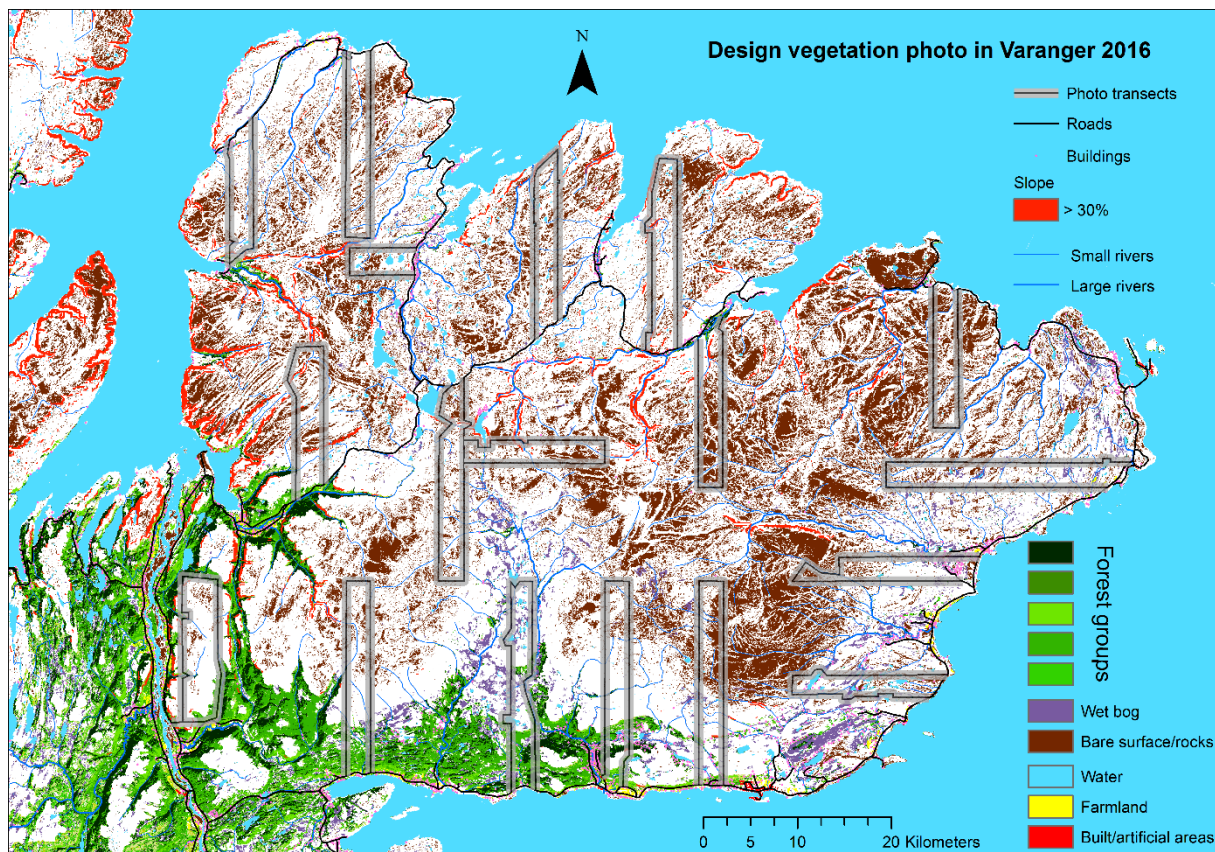 N
Design vegetation photo in Varanger 2016
Photo transects
Roads
Buildings
Slope
> 30%
Small rivers
Large rivers
Forest groups
Wet bog
Bare surface/rocks
Water
Farmland
Built/artificial areas
0 5 10 20 Kilometers